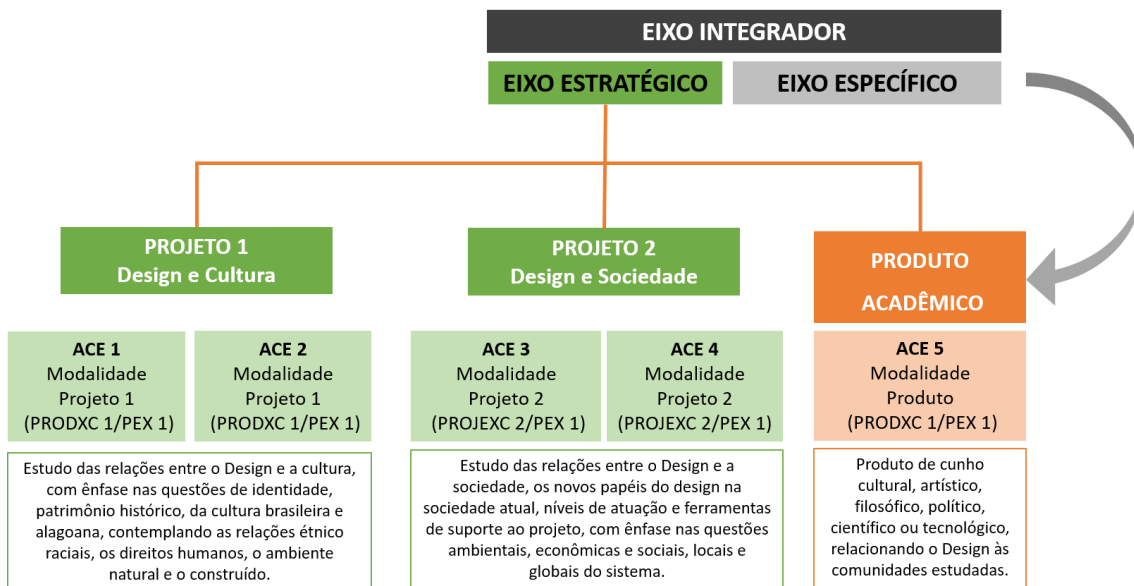 EIXO INTEGRADOR
EIXO ESTRATÉGICO
EIXO ESPECÍFICO
PROJETO 1
Design e Cultura
PROJETO 2
Design e Sociedade
PRODUTO
ACADÊMICO
ACE 1
Modalidade
Projeto 1
(PRODXC 1/PEX 1)
ACE 2
Modalidade
Projeto 1
(PRODXC 1/PEX 1)
ACE 3
Modalidade
Projeto 2
(PROJEXC 2/PEX 1)
ACE 4
Modalidade
Projeto 2
(PROJEXC 2/PEX 1)
ACE 5
Modalidade
Produto
(PRODXC 1/PEX 1)
Estudo das relações entre o Design e a cultura,
com ênfase nas questões de identidade,
patrimônio histórico, da cultura brasileira e
alagoana, contemplando as relações étnico
raciais, os direitos humanos, o ambiente
natural e o construído.
Estudo das relações entre o Design e a
sociedade, os novos papéis do design na
sociedade atual, níveis de atuação e ferramentas
de suporte ao projeto, com ênfase nas questões
ambientais, econômicas e sociais, locais e
globais do sistema.
Produto de cunho
cultural, artístico,
filosófico, político,
científico ou tecnológico,
relacionando o Design às
comunidades estudadas.